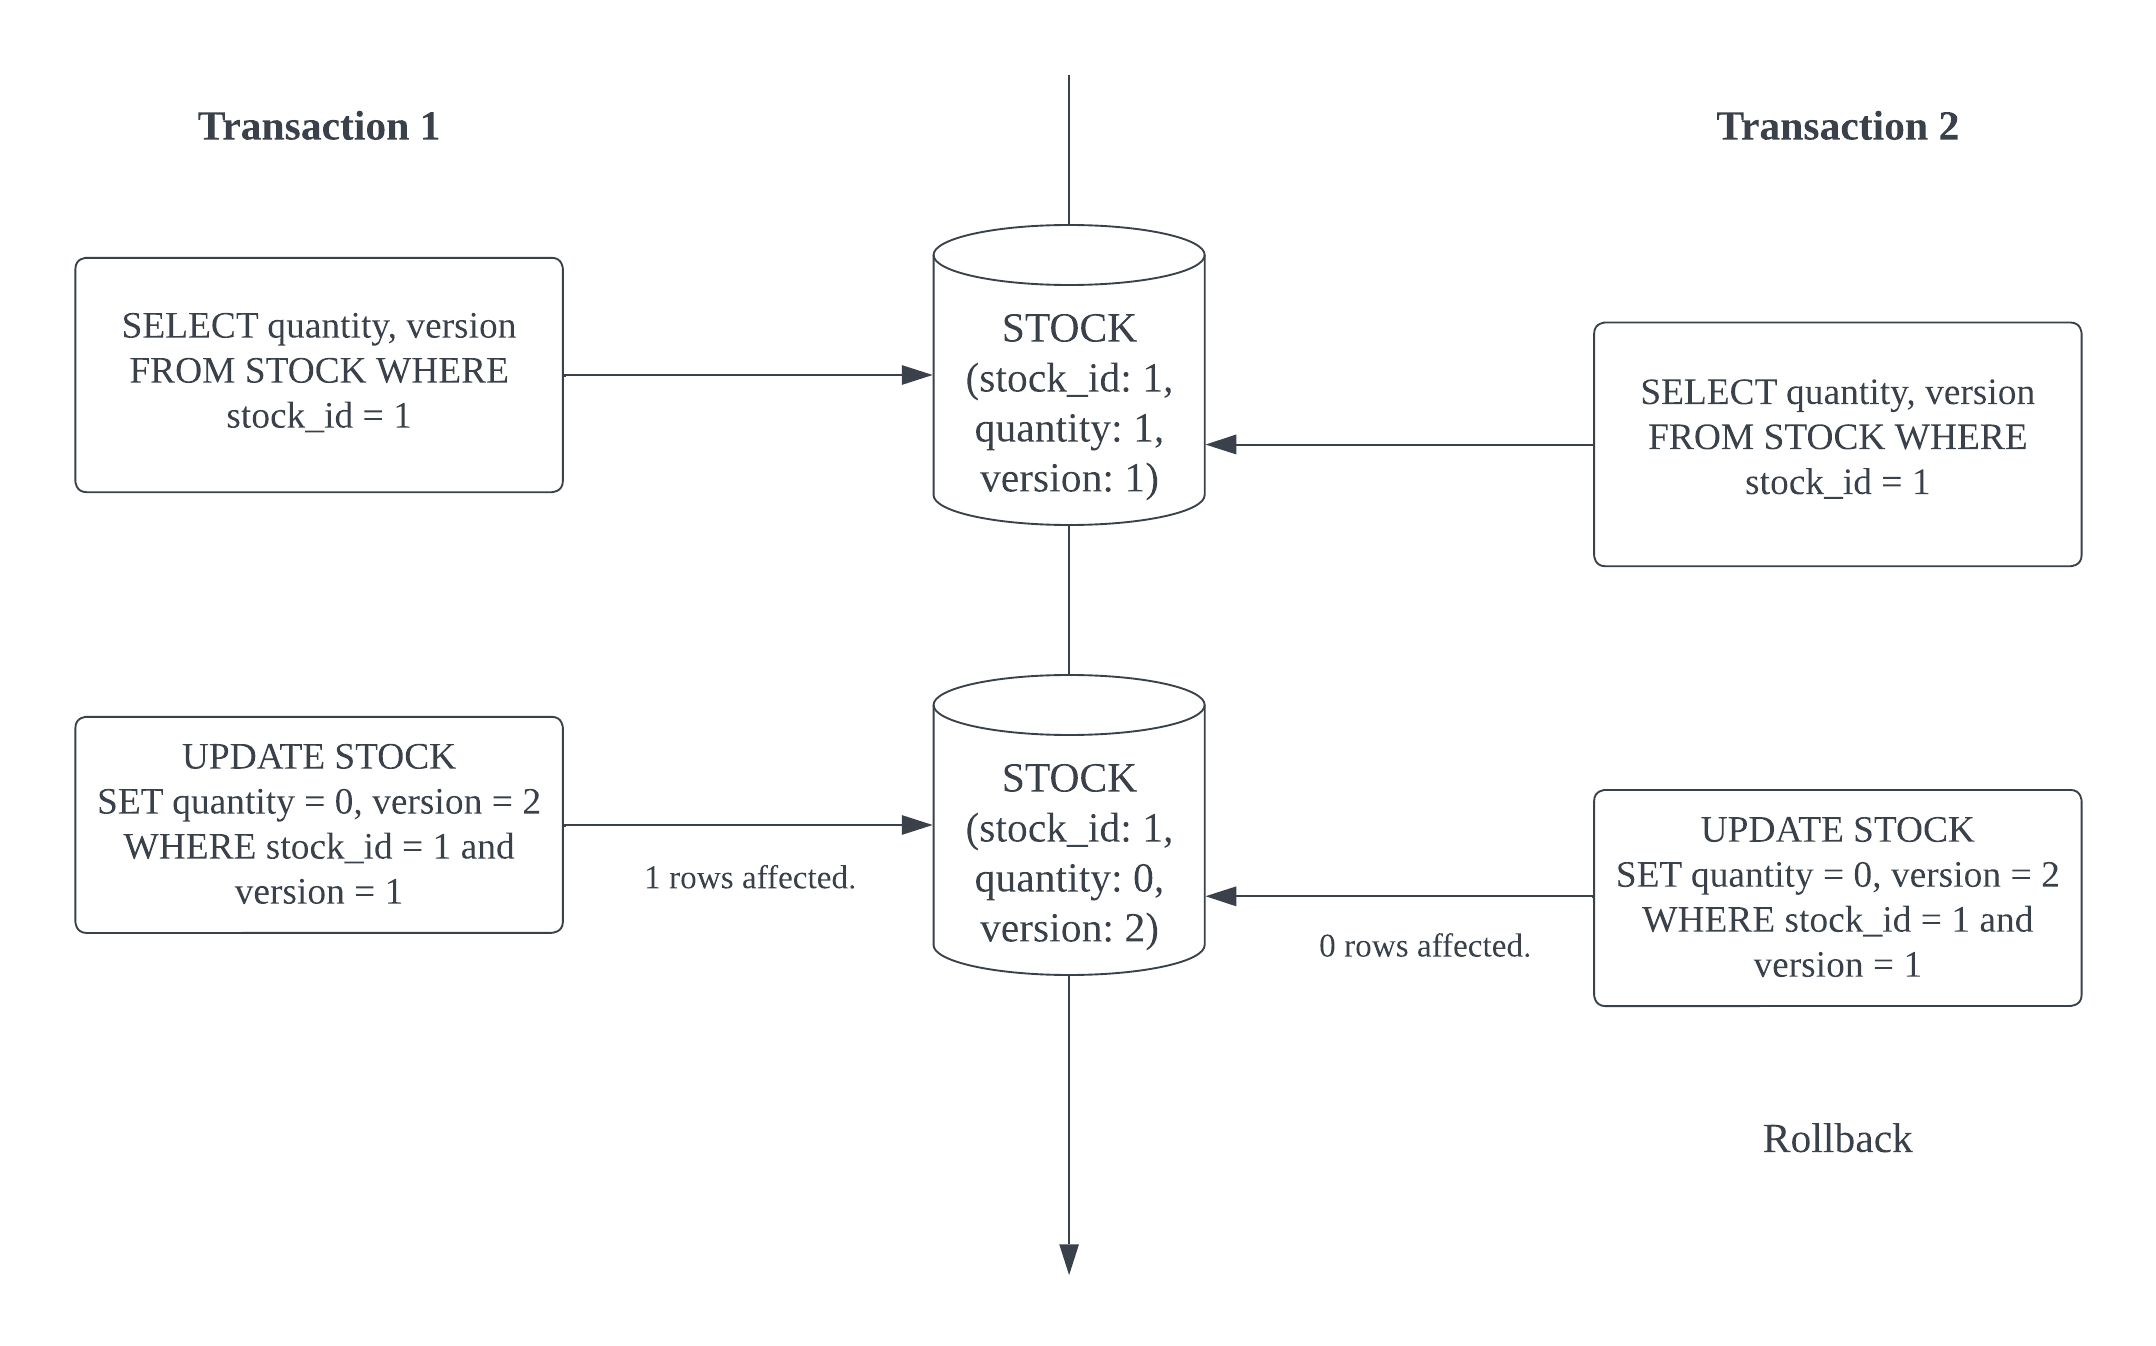 Transaction 1
Transaction 2
SELECT quantity, version
FROM STOCK WHERE
stock_id = 1
STOCK
(stock_id: 1,
quantity: 1,
version: 1)
SELECT quantity, version
FROM STOCK WHERE
stock_id = 1
UPDATE STOCK
SET quantity = 0, version = 2
WHERE stock_id = 1 and
version = 1
1 rows affected.
STOCK
(stock_id: 1,
quantity: 0,
version: 2)
0 rows affected.
UPDATE STOCK
SET quantity = 0, version = 2
WHERE stock_id = 1 and
version = 1
Rollback